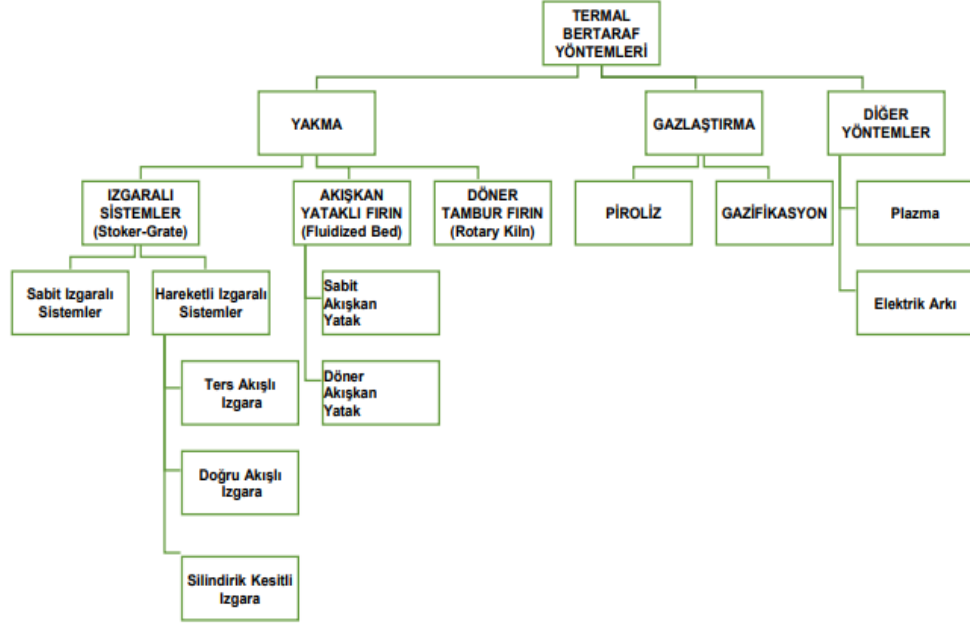 TERMAL
BERTARAF
YÖNTEMLERİ
YAKMA
GAZLAŞTIRMA
DİĞER
YÖNTEMLER
IZGARALI
SİSTEMLER
(Stoker-Grate)
AKIŞKAN
YATAKLI FIRIN
(Fluidized Bed)
DÖNER
TAMBUR FIRIN
(Rotary Kiln)
PİROLİZ
GAZİFİKASYON
Plazma
Sabit Izgaralı
Sistemler
Hareketli Izgaralı
Sistemler
Sabit
Akışkan
Yatak
Elektrik Arkı
Ters Akışlı
Izgara
Döner
Akışkan
Yatak
Doğru Akışlı
Izgara
Silindirik Kesitli
Izgara